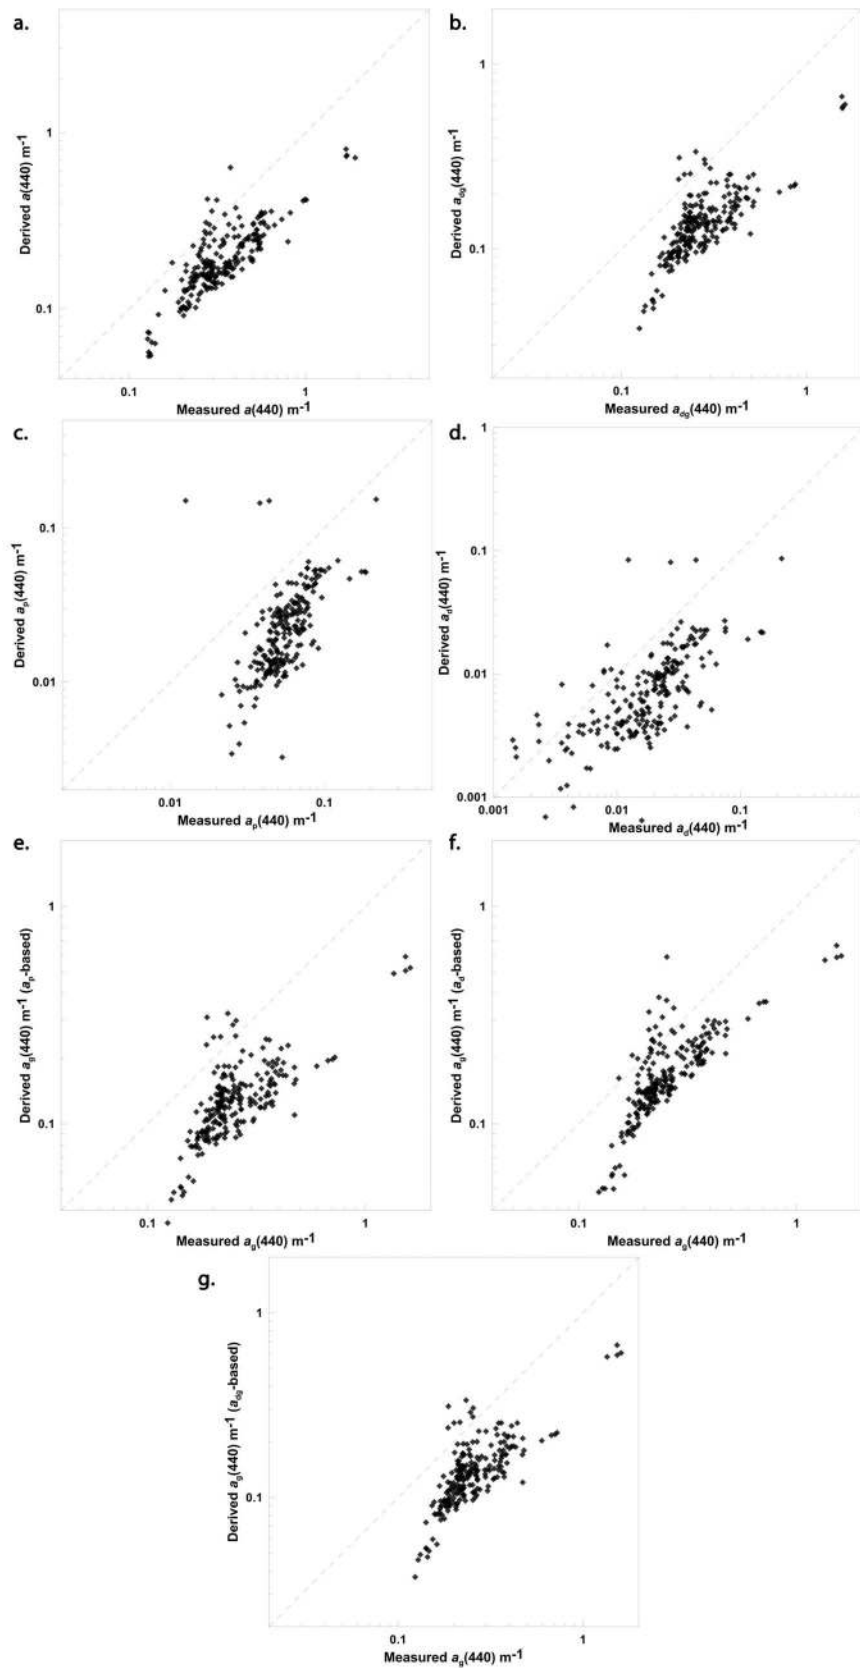 a.
Derived a(440) m⁻¹
1
0.1
0.1
1
Measured a(440) m⁻¹
b.
Derived adg(440) m⁻¹
1
0.1
0.1
1
Measured adg(440) m⁻¹
c.
Derived ap(440) m⁻¹
0.1
0.01
0.01
0.1
Measured ap(440) m⁻¹
d.
Derived ad(440) m⁻¹
1
0.1
0.01
0.001
0.001
0.01
0.1
Measured ad(440) m⁻¹
e.
Derived ag(440) m⁻¹ (ap-based)
1
0.1
0.1
1
Measured ag(440) m⁻¹
f.
Derived ag(440) m⁻¹ (ad-based)
1
0.1
0.1
1
Measured ag(440) m⁻¹
g.
Derived ag(440) m⁻¹ (adg-based)
1
0.1
0.1
1
Measured ag(440) m⁻¹